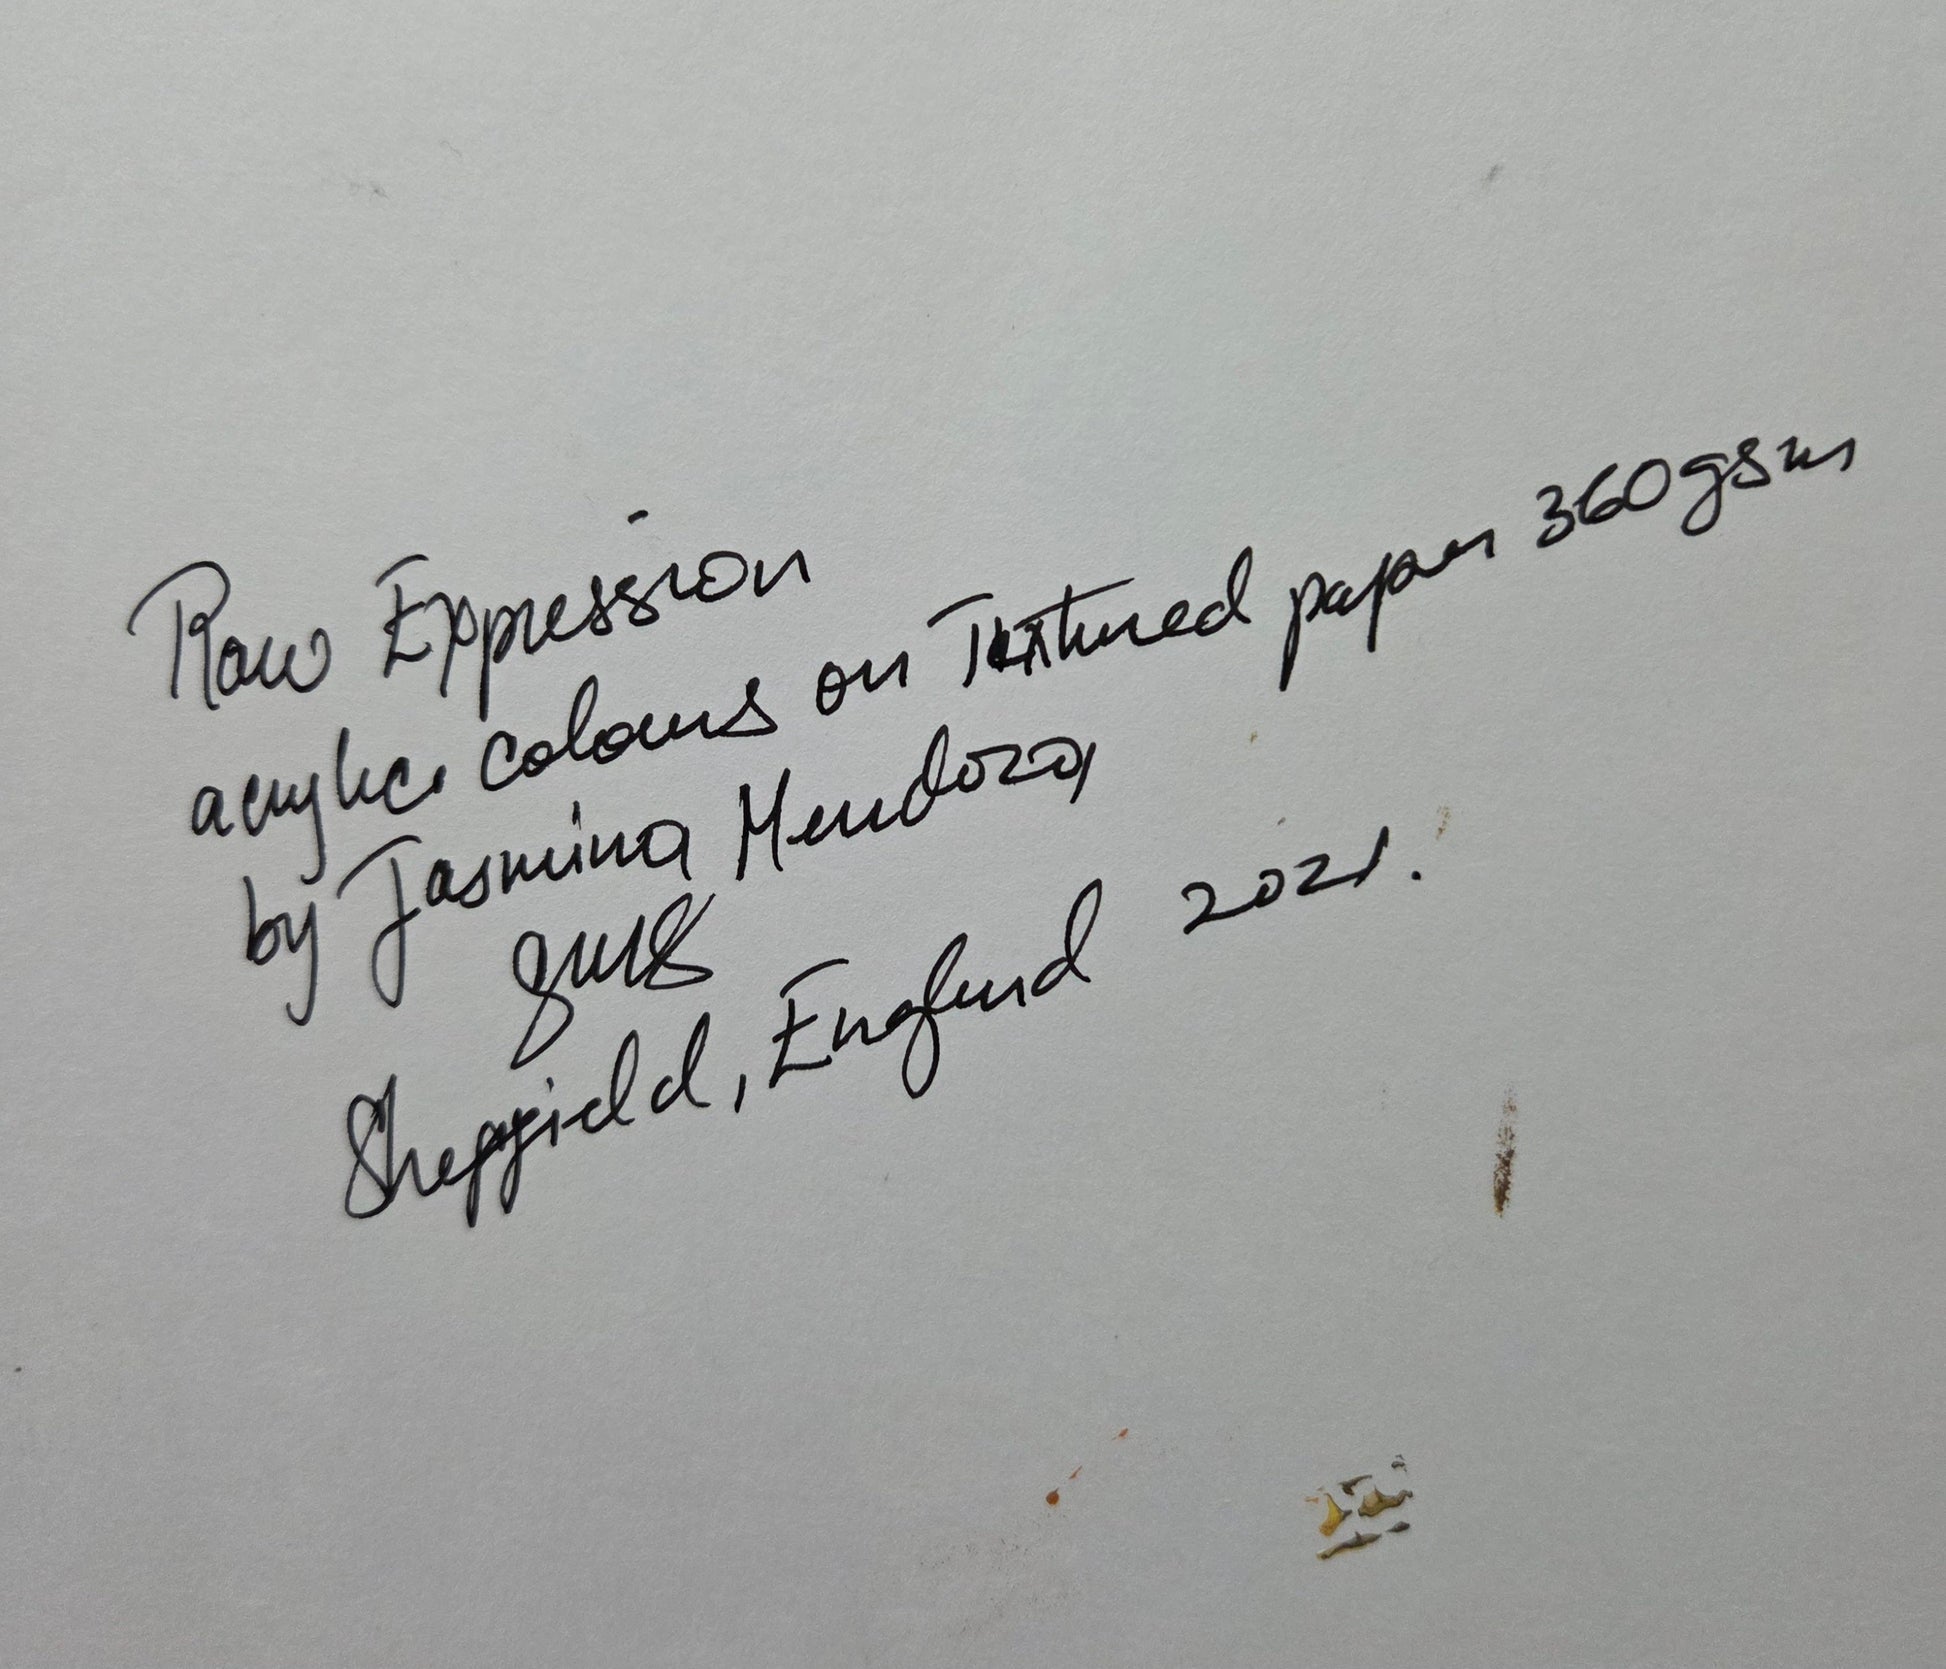 Raw Expression
acrylic colours on Textured paper 360gsm
by Jasmina Mendoza,
Sheffield, England 2021.